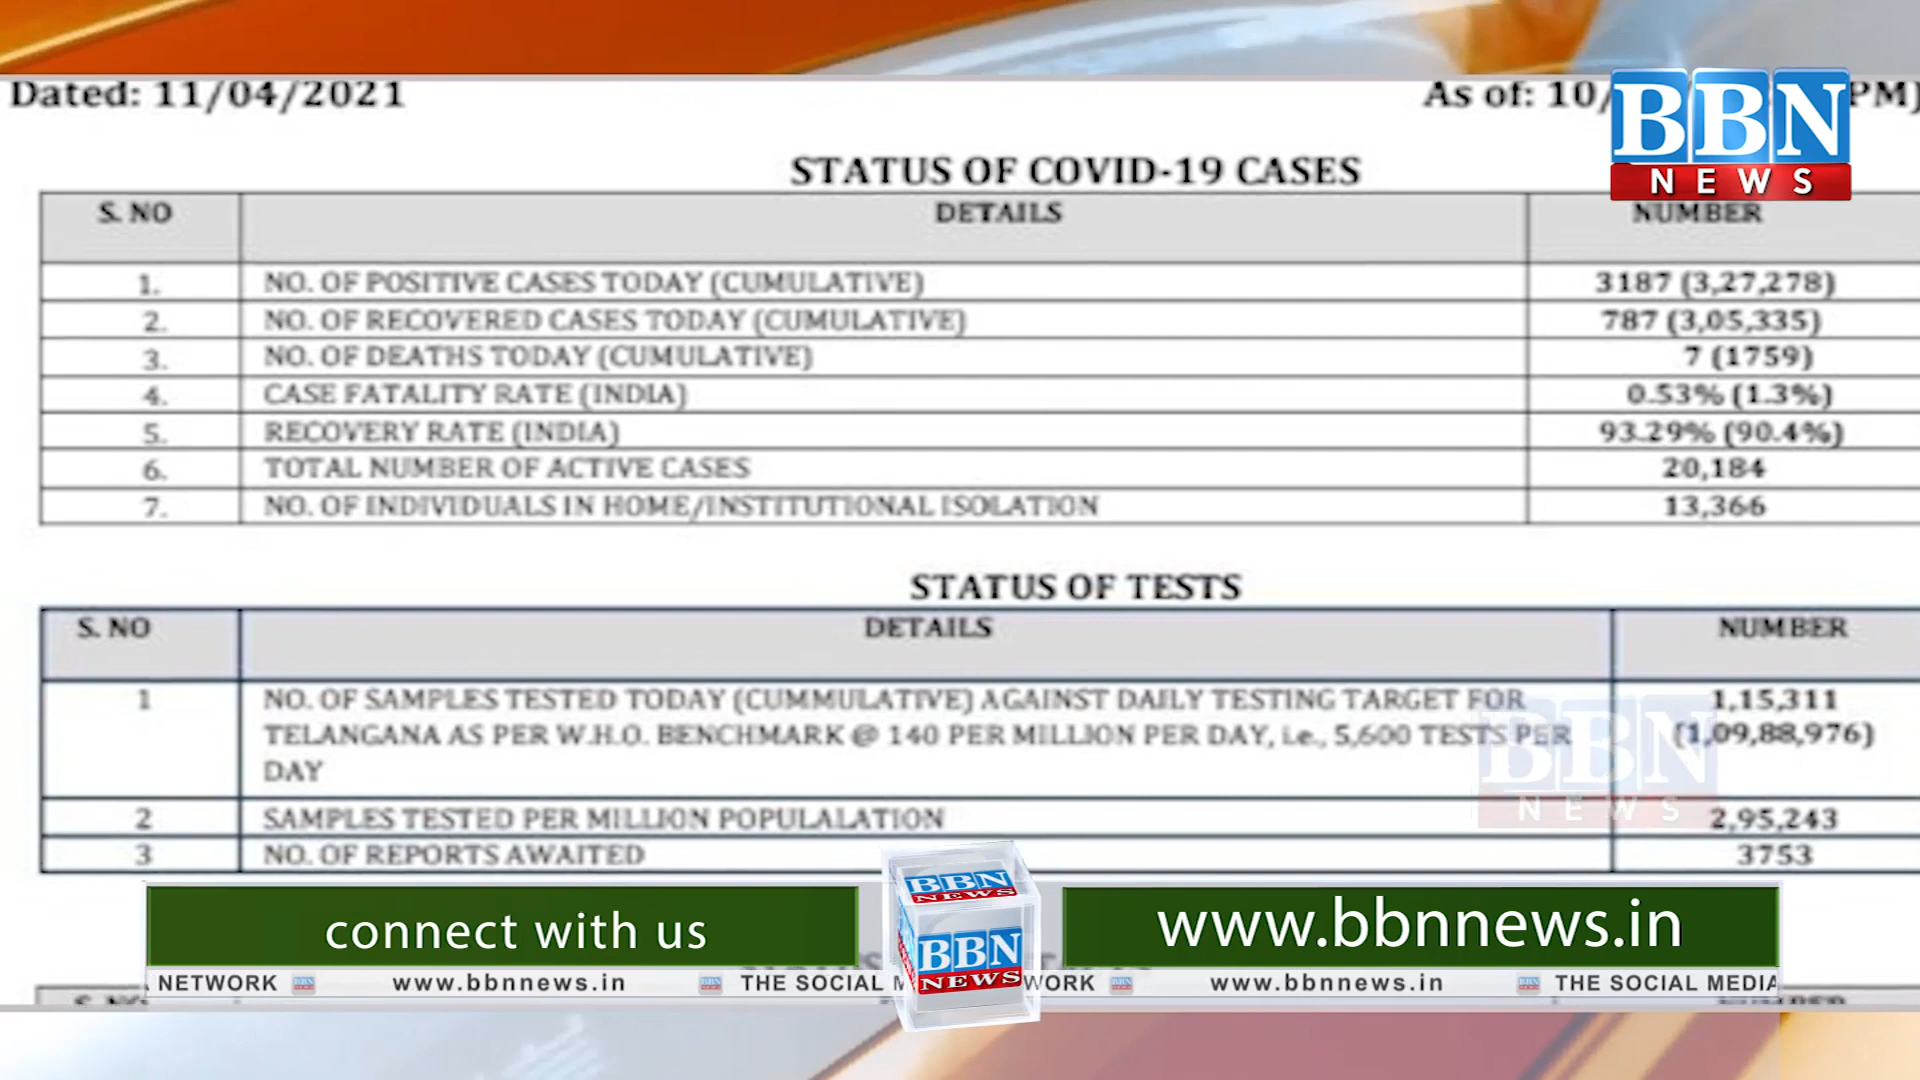 Dated: 11/04/2021
As of: 10/ PM)
BBN
NEWS
STATUS OF COVID-19 CASES
S. NO DETAILS NUMBER
1. NO. OF POSITIVE CASES TODAY (CUMULATIVE) 3187 (3,27,278)
2. NO. OF RECOVERED CASES TODAY (CUMULATIVE) 787 (3,05,335)
3. NO. OF DEATHS TODAY (CUMULATIVE) 7 (1759)
4. CASE FATALITY RATE (INDIA) 0.53% (1.3%)
5. RECOVERY RATE (INDIA) 93.29% (90.4%)
6. TOTAL NUMBER OF ACTIVE CASES 20,184
7. NO. OF INDIVIDUALS IN HOME/INSTITUTIONAL ISOLATION 13,366
STATUS OF TESTS
S. NO DETAILS NUMBER
1 NO. OF SAMPLES TESTED TODAY (CUMMULATIVE) AGAINST DAILY TESTING TARGET FOR 1,15,311
TELANGANA AS PER W.H.O. BENCHMARK @ 140 PER MILLION PER DAY, i.e., 5,600 TESTS PER (1,09,88,976)
DAY
BBN
NEWS
2 SAMPLES TESTED PER MILLION POPULALATION 2,95,243
3 NO. OF REPORTS AWAITED 3753
connect with us
BBN
NEWS
BBN
NEWS
www.bbnnews.in
NETWORK www.bbnnews.in THE SOCIAL WORK www.bbnnews.in THE SOCIAL MEDIA
S. NO NUMBER